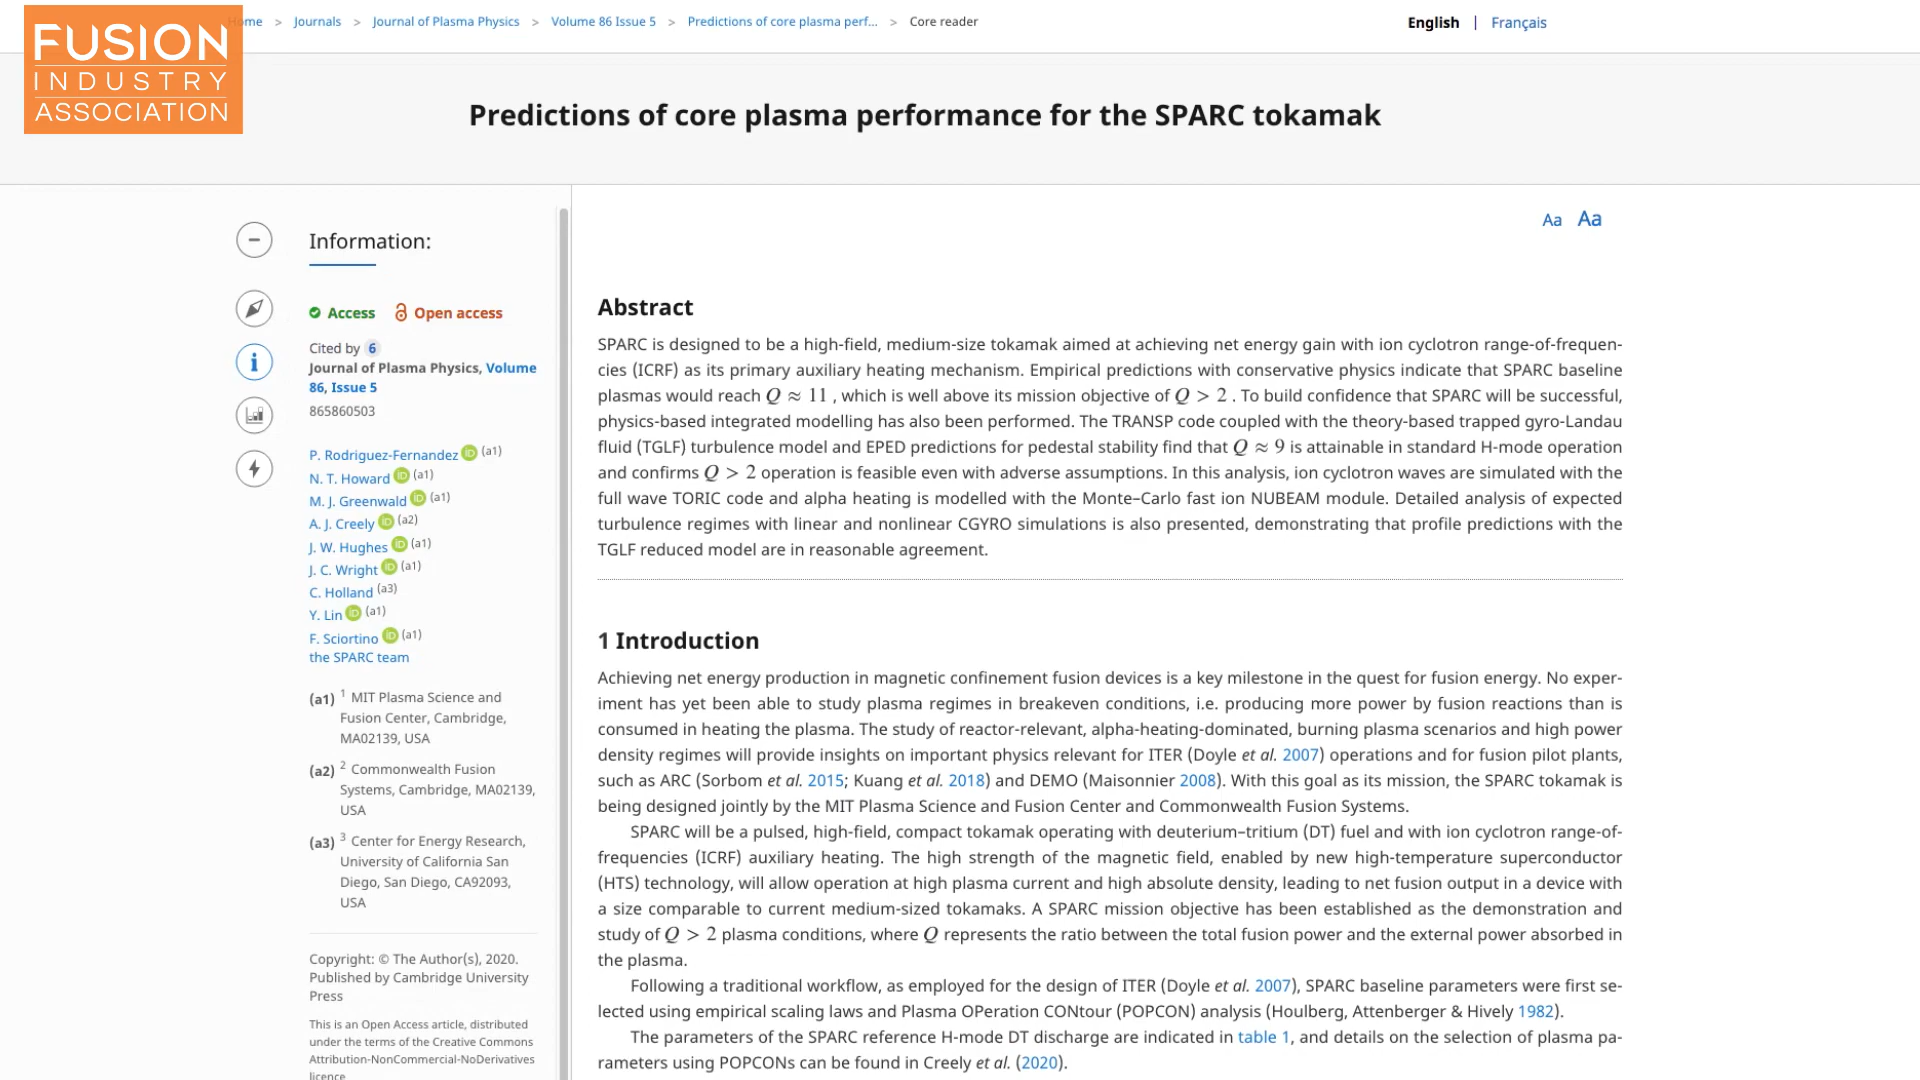 FUSION
INDUSTRY
ASSOCIATION
ome > Journals > Journal of Plasma Physics > Volume 86 Issue 5 > Predictions of core plasma perf... > Core reader
English | Français
Predictions of core plasma performance for the SPARC tokamak
Information:
Access Open access
Cited by 6
Journal of Plasma Physics, Volume
86, Issue 5
865860503
P. Rodriguez-Fernandez iD (a1)
N. T. Howard iD (a1)
M. J. Greenwald iD (a1)
A. J. Creely iD (a2)
J. W. Hughes iD (a1)
J. C. Wright iD (a1)
C. Holland (a3)
Y. Lin iD (a1)
F. Sciortino iD (a1)
the SPARC team
(a1) 1 MIT Plasma Science and
Fusion Center, Cambridge,
MA02139, USA
(a2) 2 Commonwealth Fusion
Systems, Cambridge, MA02139,
USA
(a3) 3 Center for Energy Research,
University of California San
Diego, San Diego, CA92093,
USA
Copyright: © The Author(s), 2020.
Published by Cambridge University
Press
This is an Open Access article, distributed
under the terms of the Creative Commons
Attribution-NonCommercial-NoDerivatives
licence
Aa Aa
Abstract
SPARC is designed to be a high-field, medium-size tokamak aimed at achieving net energy gain with ion cyclotron range-of-frequen-
cies (ICRF) as its primary auxiliary heating mechanism. Empirical predictions with conservative physics indicate that SPARC baseline
plasmas would reach Q ≈ 11 , which is well above its mission objective of Q > 2 . To build confidence that SPARC will be successful,
physics-based integrated modelling has also been performed. The TRANSP code coupled with the theory-based trapped gyro-Landau
fluid (TGLF) turbulence model and EPED predictions for pedestal stability find that Q ≈ 9 is attainable in standard H-mode operation
and confirms Q > 2 operation is feasible even with adverse assumptions. In this analysis, ion cyclotron waves are simulated with the
full wave TORIC code and alpha heating is modelled with the Monte–Carlo fast ion NUBEAM module. Detailed analysis of expected
turbulence regimes with linear and nonlinear CGYRO simulations is also presented, demonstrating that profile predictions with the
TGLF reduced model are in reasonable agreement.
1 Introduction
Achieving net energy production in magnetic confinement fusion devices is a key milestone in the quest for fusion energy. No exper-
iment has yet been able to study plasma regimes in breakeven conditions, i.e. producing more power by fusion reactions than is
consumed in heating the plasma. The study of reactor-relevant, alpha-heating-dominated, burning plasma scenarios and high power
density regimes will provide insights on important physics relevant for ITER (Doyle et al. 2007) operations and for fusion pilot plants,
such as ARC (Sorbom et al. 2015; Kuang et al. 2018) and DEMO (Maisonnier 2008). With this goal as its mission, the SPARC tokamak is
being designed jointly by the MIT Plasma Science and Fusion Center and Commonwealth Fusion Systems.
SPARC will be a pulsed, high-field, compact tokamak operating with deuterium–tritium (DT) fuel and with ion cyclotron range-of-
frequencies (ICRF) auxiliary heating. The high strength of the magnetic field, enabled by new high-temperature superconductor
(HTS) technology, will allow operation at high plasma current and high absolute density, leading to net fusion output in a device with
a size comparable to current medium-sized tokamaks. A SPARC mission objective has been established as the demonstration and
study of Q > 2 plasma conditions, where Q represents the ratio between the total fusion power and the external power absorbed in
the plasma.
Following a traditional workflow, as employed for the design of ITER (Doyle et al. 2007), SPARC baseline parameters were first se-
lected using empirical scaling laws and Plasma OPeration CONtour (POPCON) analysis (Houlberg, Attenberger & Hively 1982).
The parameters of the SPARC reference H-mode DT discharge are indicated in table 1, and details on the selection of plasma pa-
rameters using POPCONs can be found in Creely et al. (2020).